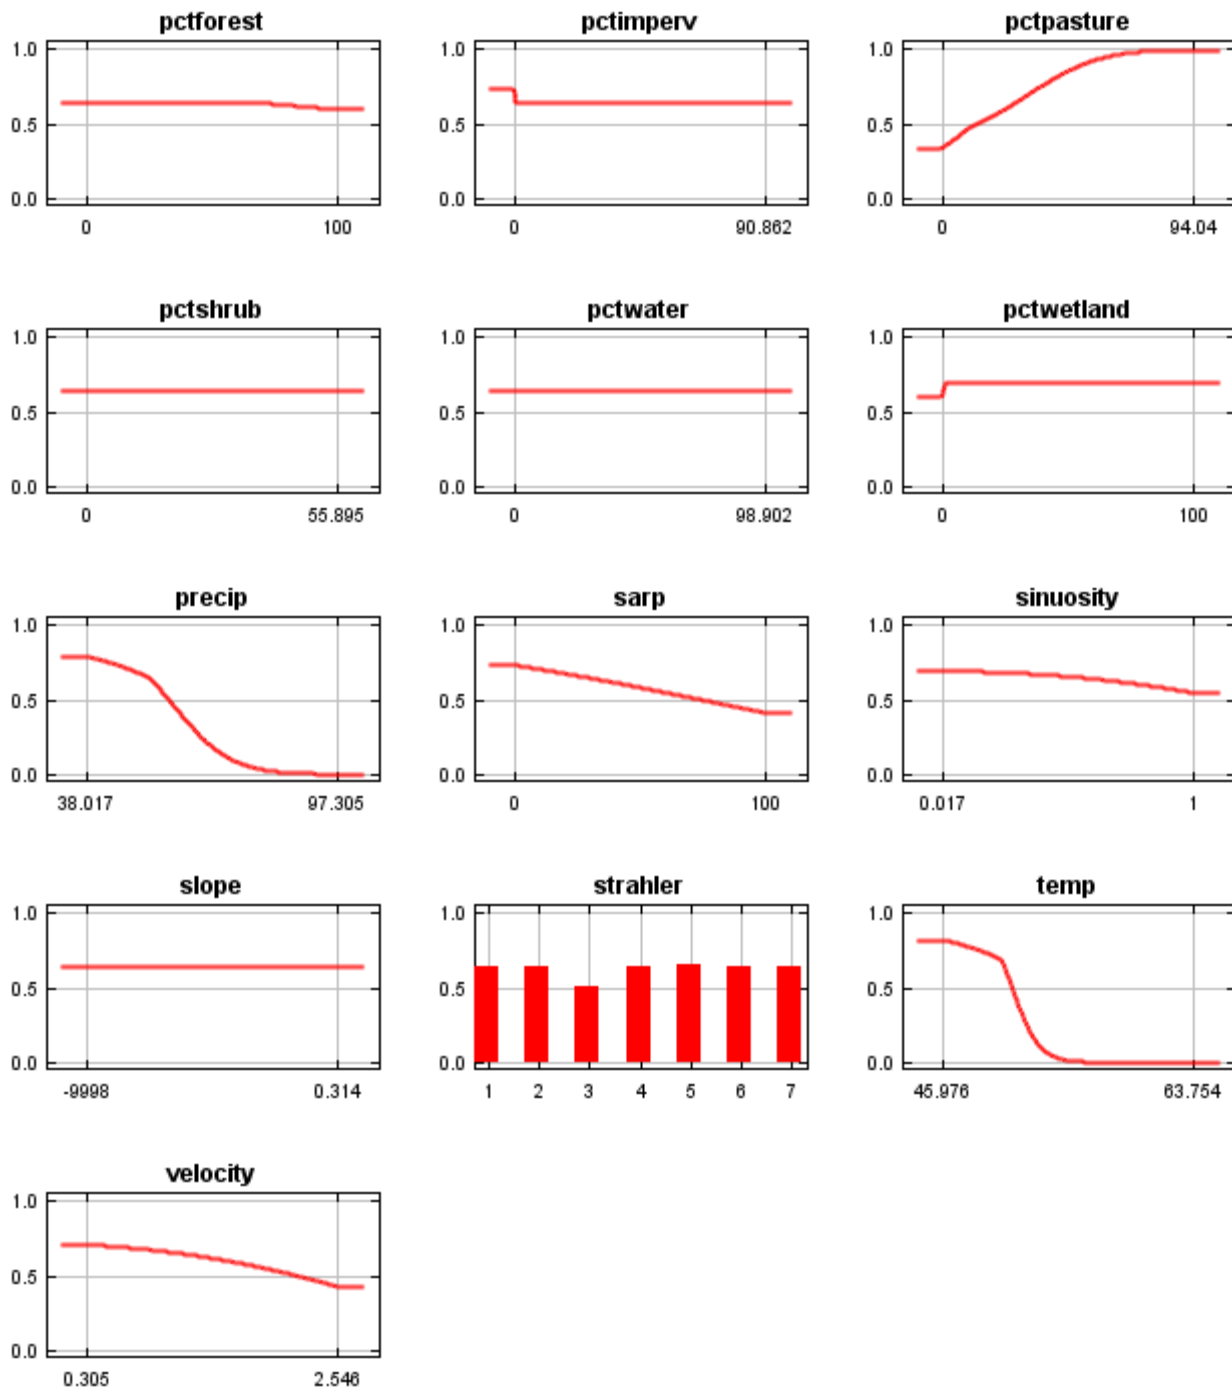 pctforest pctimperv pctpasture
1.0 1.0 1.0
0.5 0.5 0.5
0.0 0.0 0.0
0 100 0 90.862 0 94.04
pctshrub pctwater pctwetland
1.0 1.0 1.0
0.5 0.5 0.5
0.0 0.0 0.0
0 55.895 0 98.902 0 100
precip sarp sinuosity
1.0 1.0 1.0
0.5 0.5 0.5
0.0 0.0 0.0
38.017 97.305 0 100 0.017 1
slope strahler temp
1.0 1.0 1.0
0.5 0.5 0.5
0.0 0.0 0.0
-9998 0.314 1 2 3 4 5 6 7 45.976 63.754
velocity
1.0
0.5
0.0
0.305 2.546